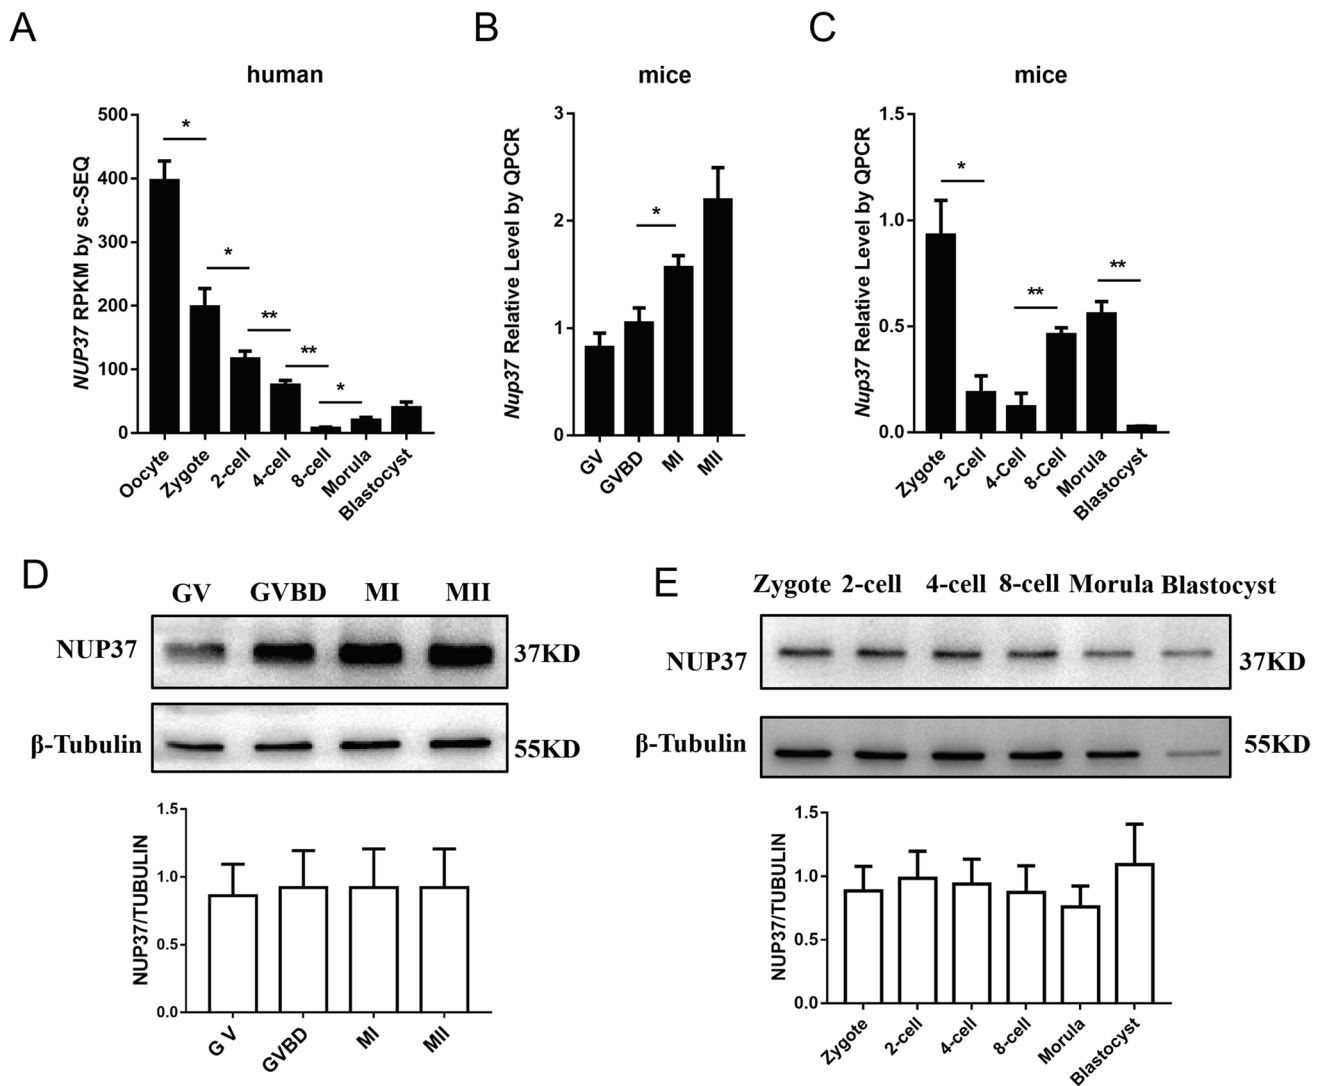 A
B
C
human
mice
mice
NUP37 RPKM by sc-SEQ
500
400
300
200
100
0
*
*
**
**
*
Oocyte
Zygote
2-cell
4-cell
8-cell
Morula
Blastocyst
Nup37 Relative Level by QPCR
3
2
1
0
*
GV
GVBD
MI
MII
Nup37 Relative Level by QPCR
1.5
1.0
0.5
0.0
*
**
**
Zygote
2-Cell
4-Cell
8-Cell
Morula
Blastocyst
D
GV GVBD MI MII
NUP37
37KD
β-Tubulin
55KD
NUP37/TUBULIN
1.5
1.0
0.5
0.0
G V
GVBD
MI
MII
E
Zygote 2-cell 4-cell 8-cell Morula Blastocyst
NUP37
37KD
β-Tubulin
55KD
NUP37/TUBULIN
1.5
1.0
0.5
0.0
Zygote
2-cell
4-cell
8-cell
Morula
Blastocyst